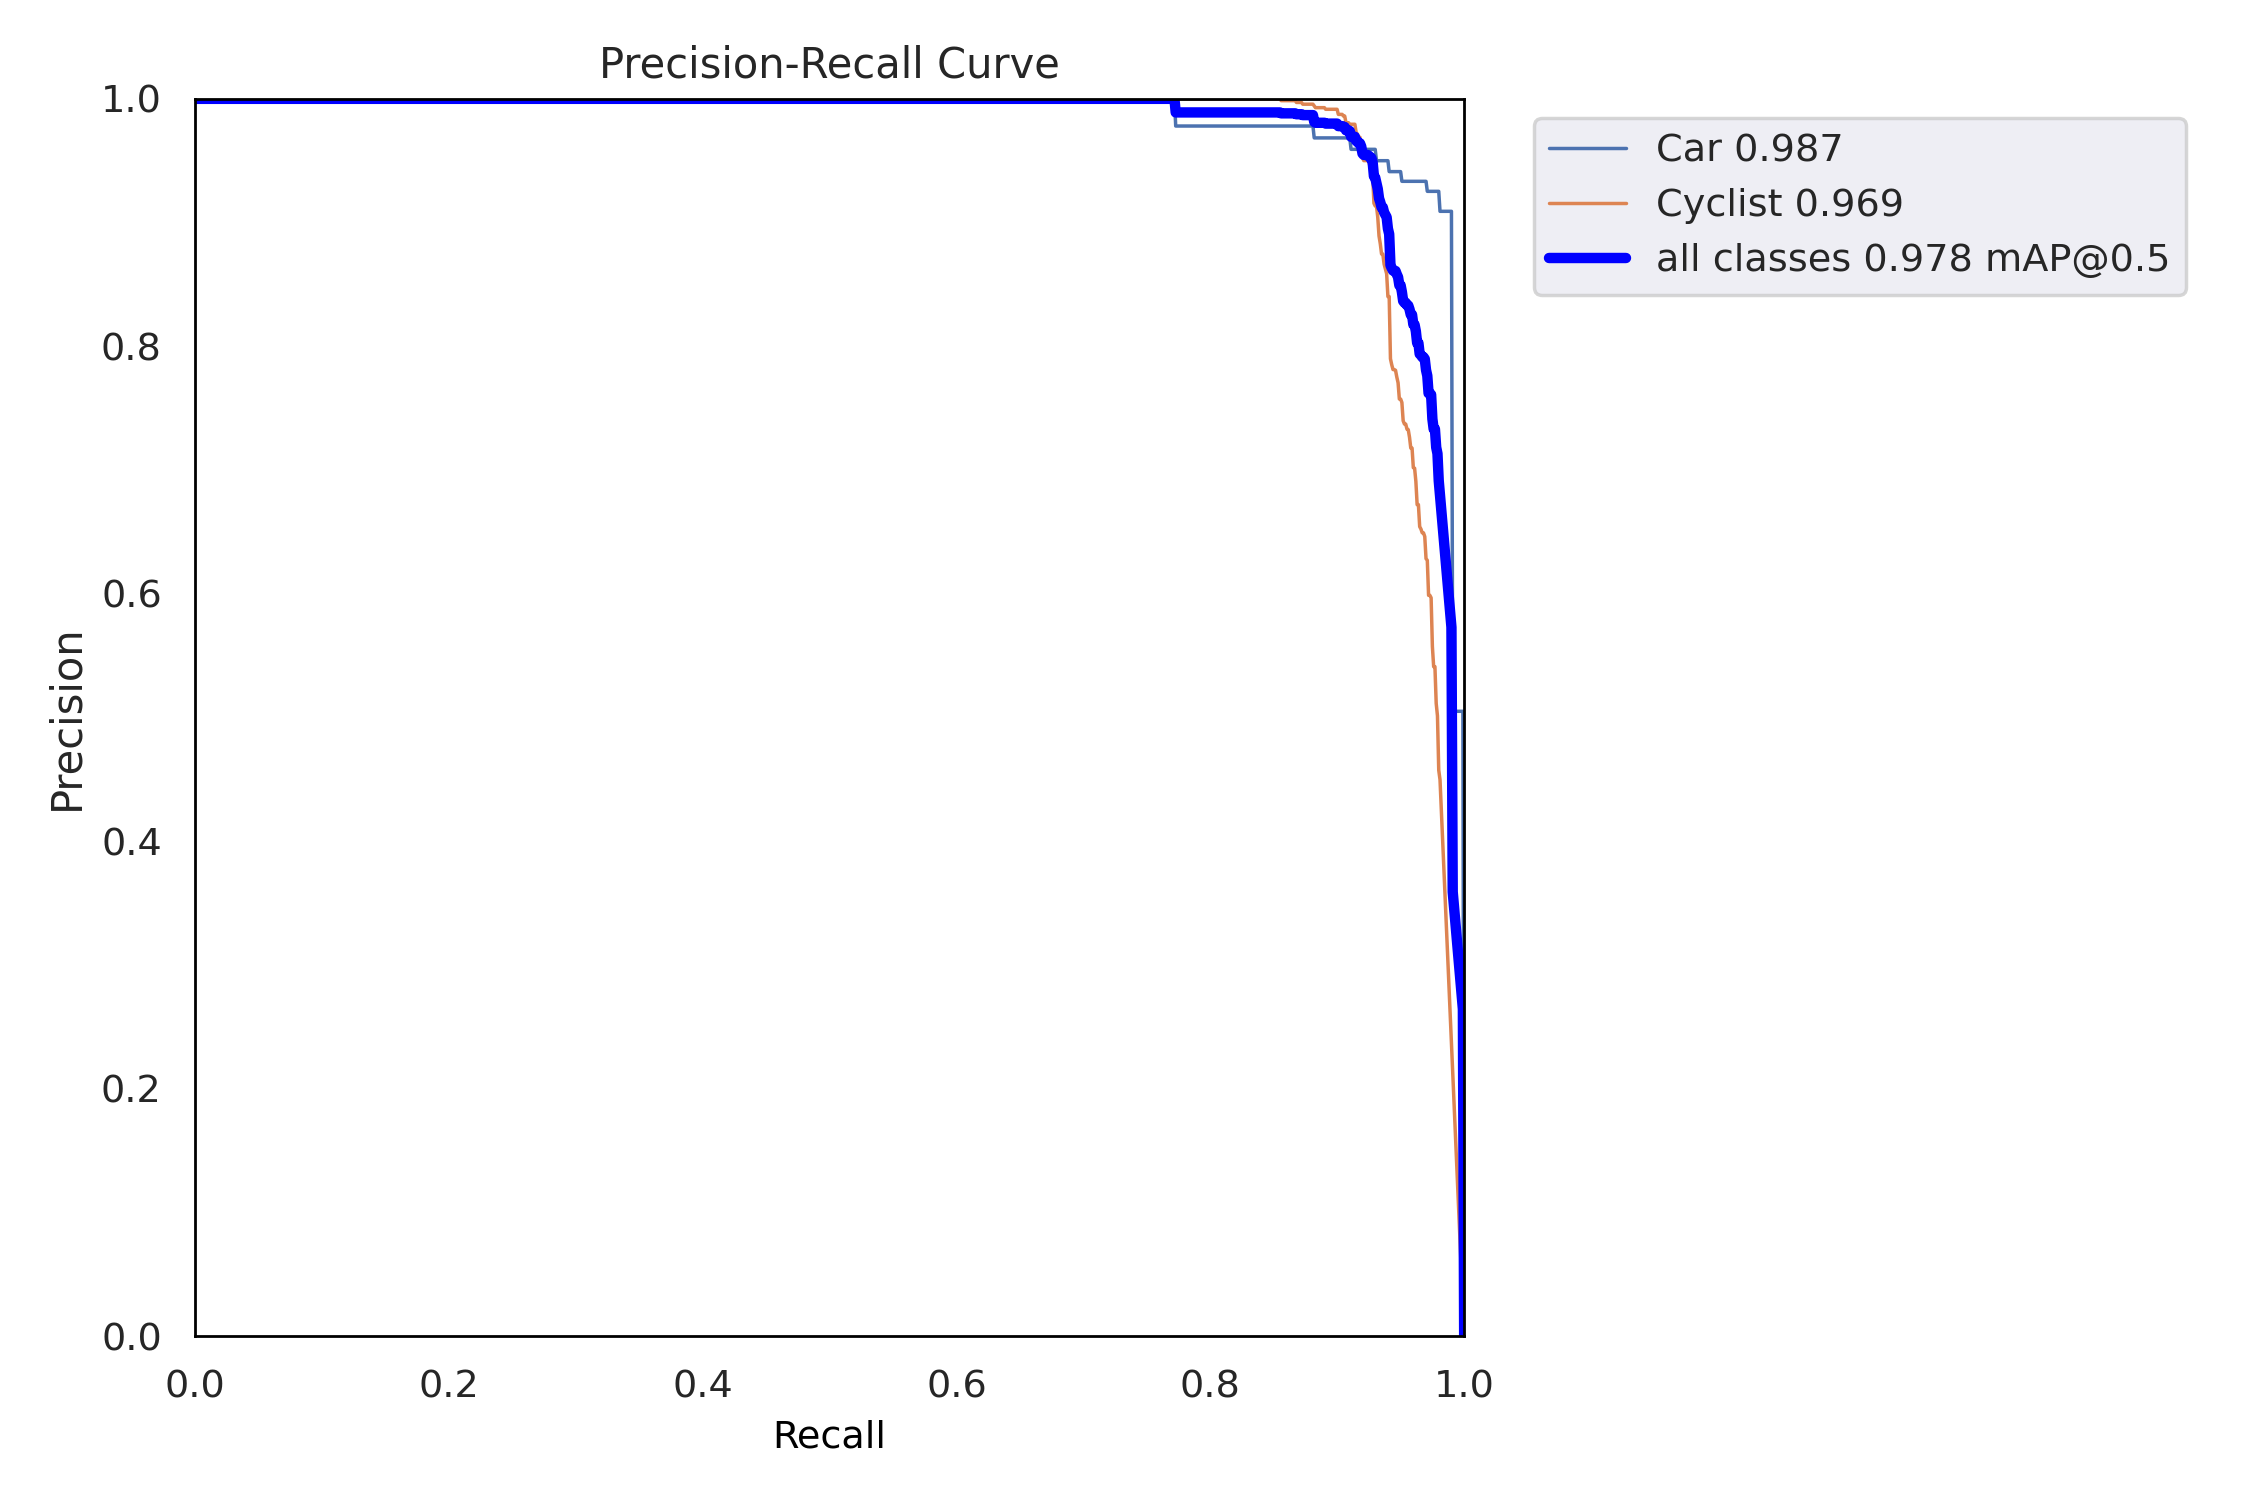 Precision-Recall Curve
1.0
0.8
0.6
0.4
0.2
0.0
Precision
0.0 0.2 0.4 0.6 0.8 1.0
Recall
Car 0.987
Cyclist 0.969
all classes 0.978 mAP@0.5